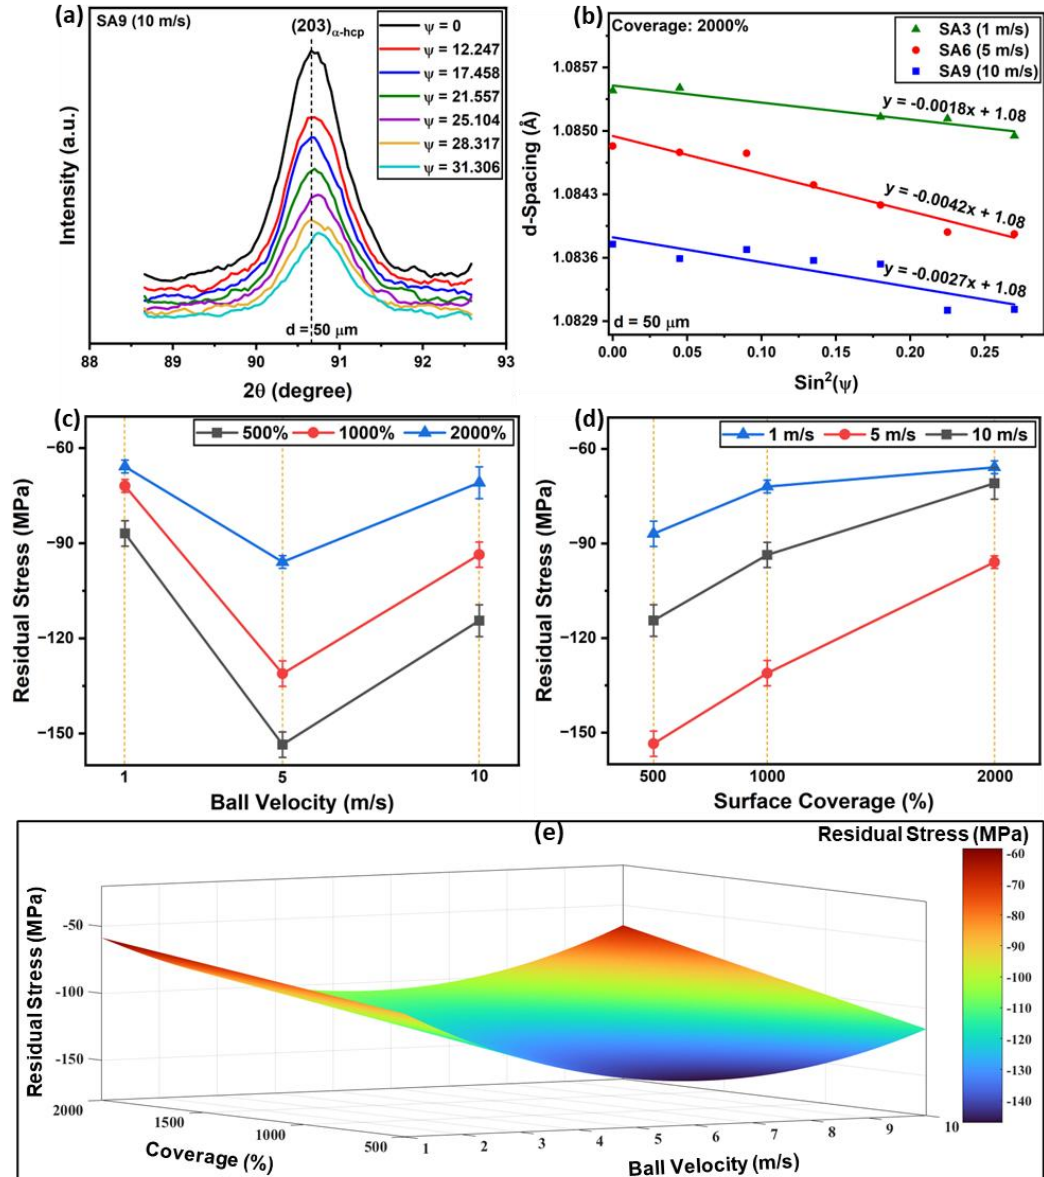 (a)
SA9 (10 m/s)
(203)α-hcp
ψ = 0
ψ = 12.247
ψ = 17.458
ψ = 21.557
ψ = 25.104
ψ = 28.317
ψ = 31.306
Intensity (a.u.)
d = 50 μm
88 89 90 91 92 93
2θ (degree)
(b)
Coverage: 2000%
SA3 (1 m/s)
SA6 (5 m/s)
SA9 (10 m/s)
1.0857
1.0850
1.0843
1.0836
1.0829
d-Spacing (Å)
y = -0.0018x + 1.08
y = -0.0042x + 1.08
y = -0.0027x + 1.08
d = 50 μm
0.00 0.05 0.10 0.15 0.20 0.25
Sin²(ψ)
(c)
500% 1000% 2000%
−60
−90
−120
−150
Residual Stress (MPa)
1 5 10
Ball Velocity (m/s)
(d)
1 m/s 5 m/s 10 m/s
−60
−90
−120
−150
Residual Stress (MPa)
500 1000 2000
Surface Coverage (%)
(e)
Residual Stress (MPa)
-60
-70
-80
-90
-100
-110
-120
-130
-140
Residual Stress (MPa)
-50
-100
-150
2000 1500 1000 500
Coverage (%)
1 2 3 4 5 6 7 8 9 10
Ball Velocity (m/s)